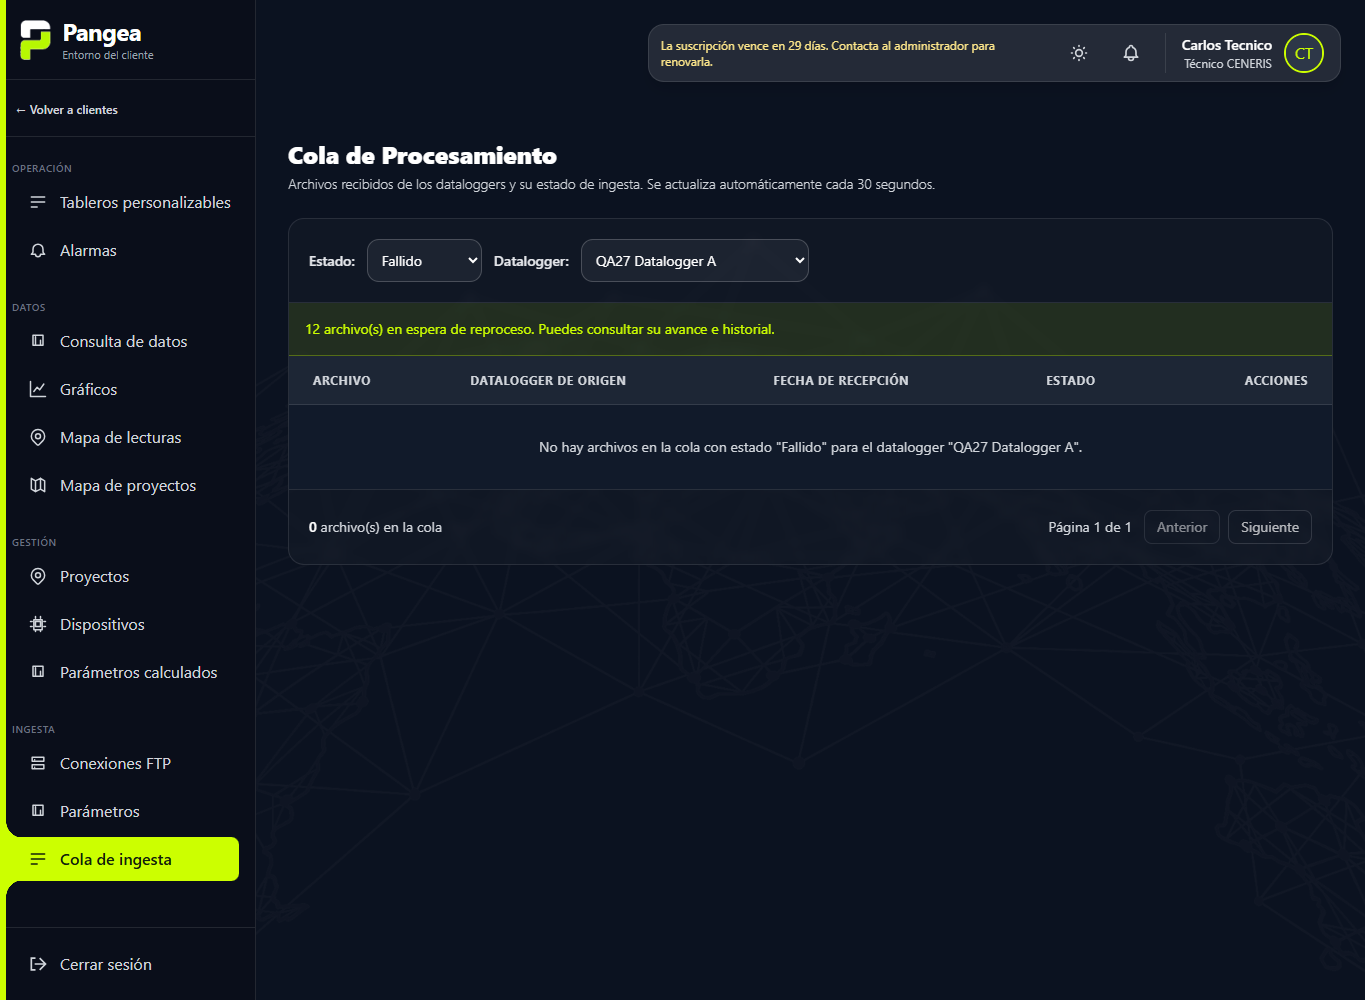 Pangea
Entorno del cliente
← Volver a clientes
OPERACIÓN
Tableros personalizables
Alarmas
DATOS
Consulta de datos
Gráficos
Mapa de lecturas
Mapa de proyectos
GESTIÓN
Proyectos
Dispositivos
Parámetros calculados
INGESTA
Conexiones FTP
Parámetros
Cola de ingesta
Cerrar sesión
La suscripción vence en 29 días. Contacta al administrador para
renovarla.
Carlos Tecnico
Técnico CENERIS
CT
Cola de Procesamiento
Archivos recibidos de los dataloggers y su estado de ingesta. Se actualiza automáticamente cada 30 segundos.
Estado: Fallido Datalogger: QA27 Datalogger A
12 archivo(s) en espera de reproceso. Puedes consultar su avance e historial.
ARCHIVO DATALOGGER DE ORIGEN FECHA DE RECEPCIÓN ESTADO ACCIONES
No hay archivos en la cola con estado "Fallido" para el datalogger "QA27 Datalogger A".
0 archivo(s) en la cola Página 1 de 1 Anterior Siguiente